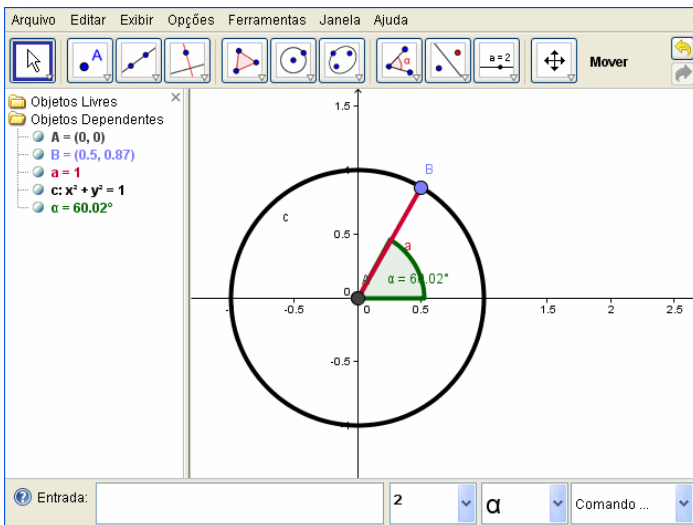 Arquivo Editar Exibir Opções Ferramentas Janela Ajuda
A α a=2 Mover
Objetos Livres
Objetos Dependentes
A = (0, 0)
B = (0.5, 0.87)
a = 1
c: x² + y² = 1
α = 60.02°
1.5
1
B
c
0.5
a
A
α = 60.02°
0
-0.5 0 0.5 1.5 2 2.5
-0.5
Entrada: 2 α Comando ...